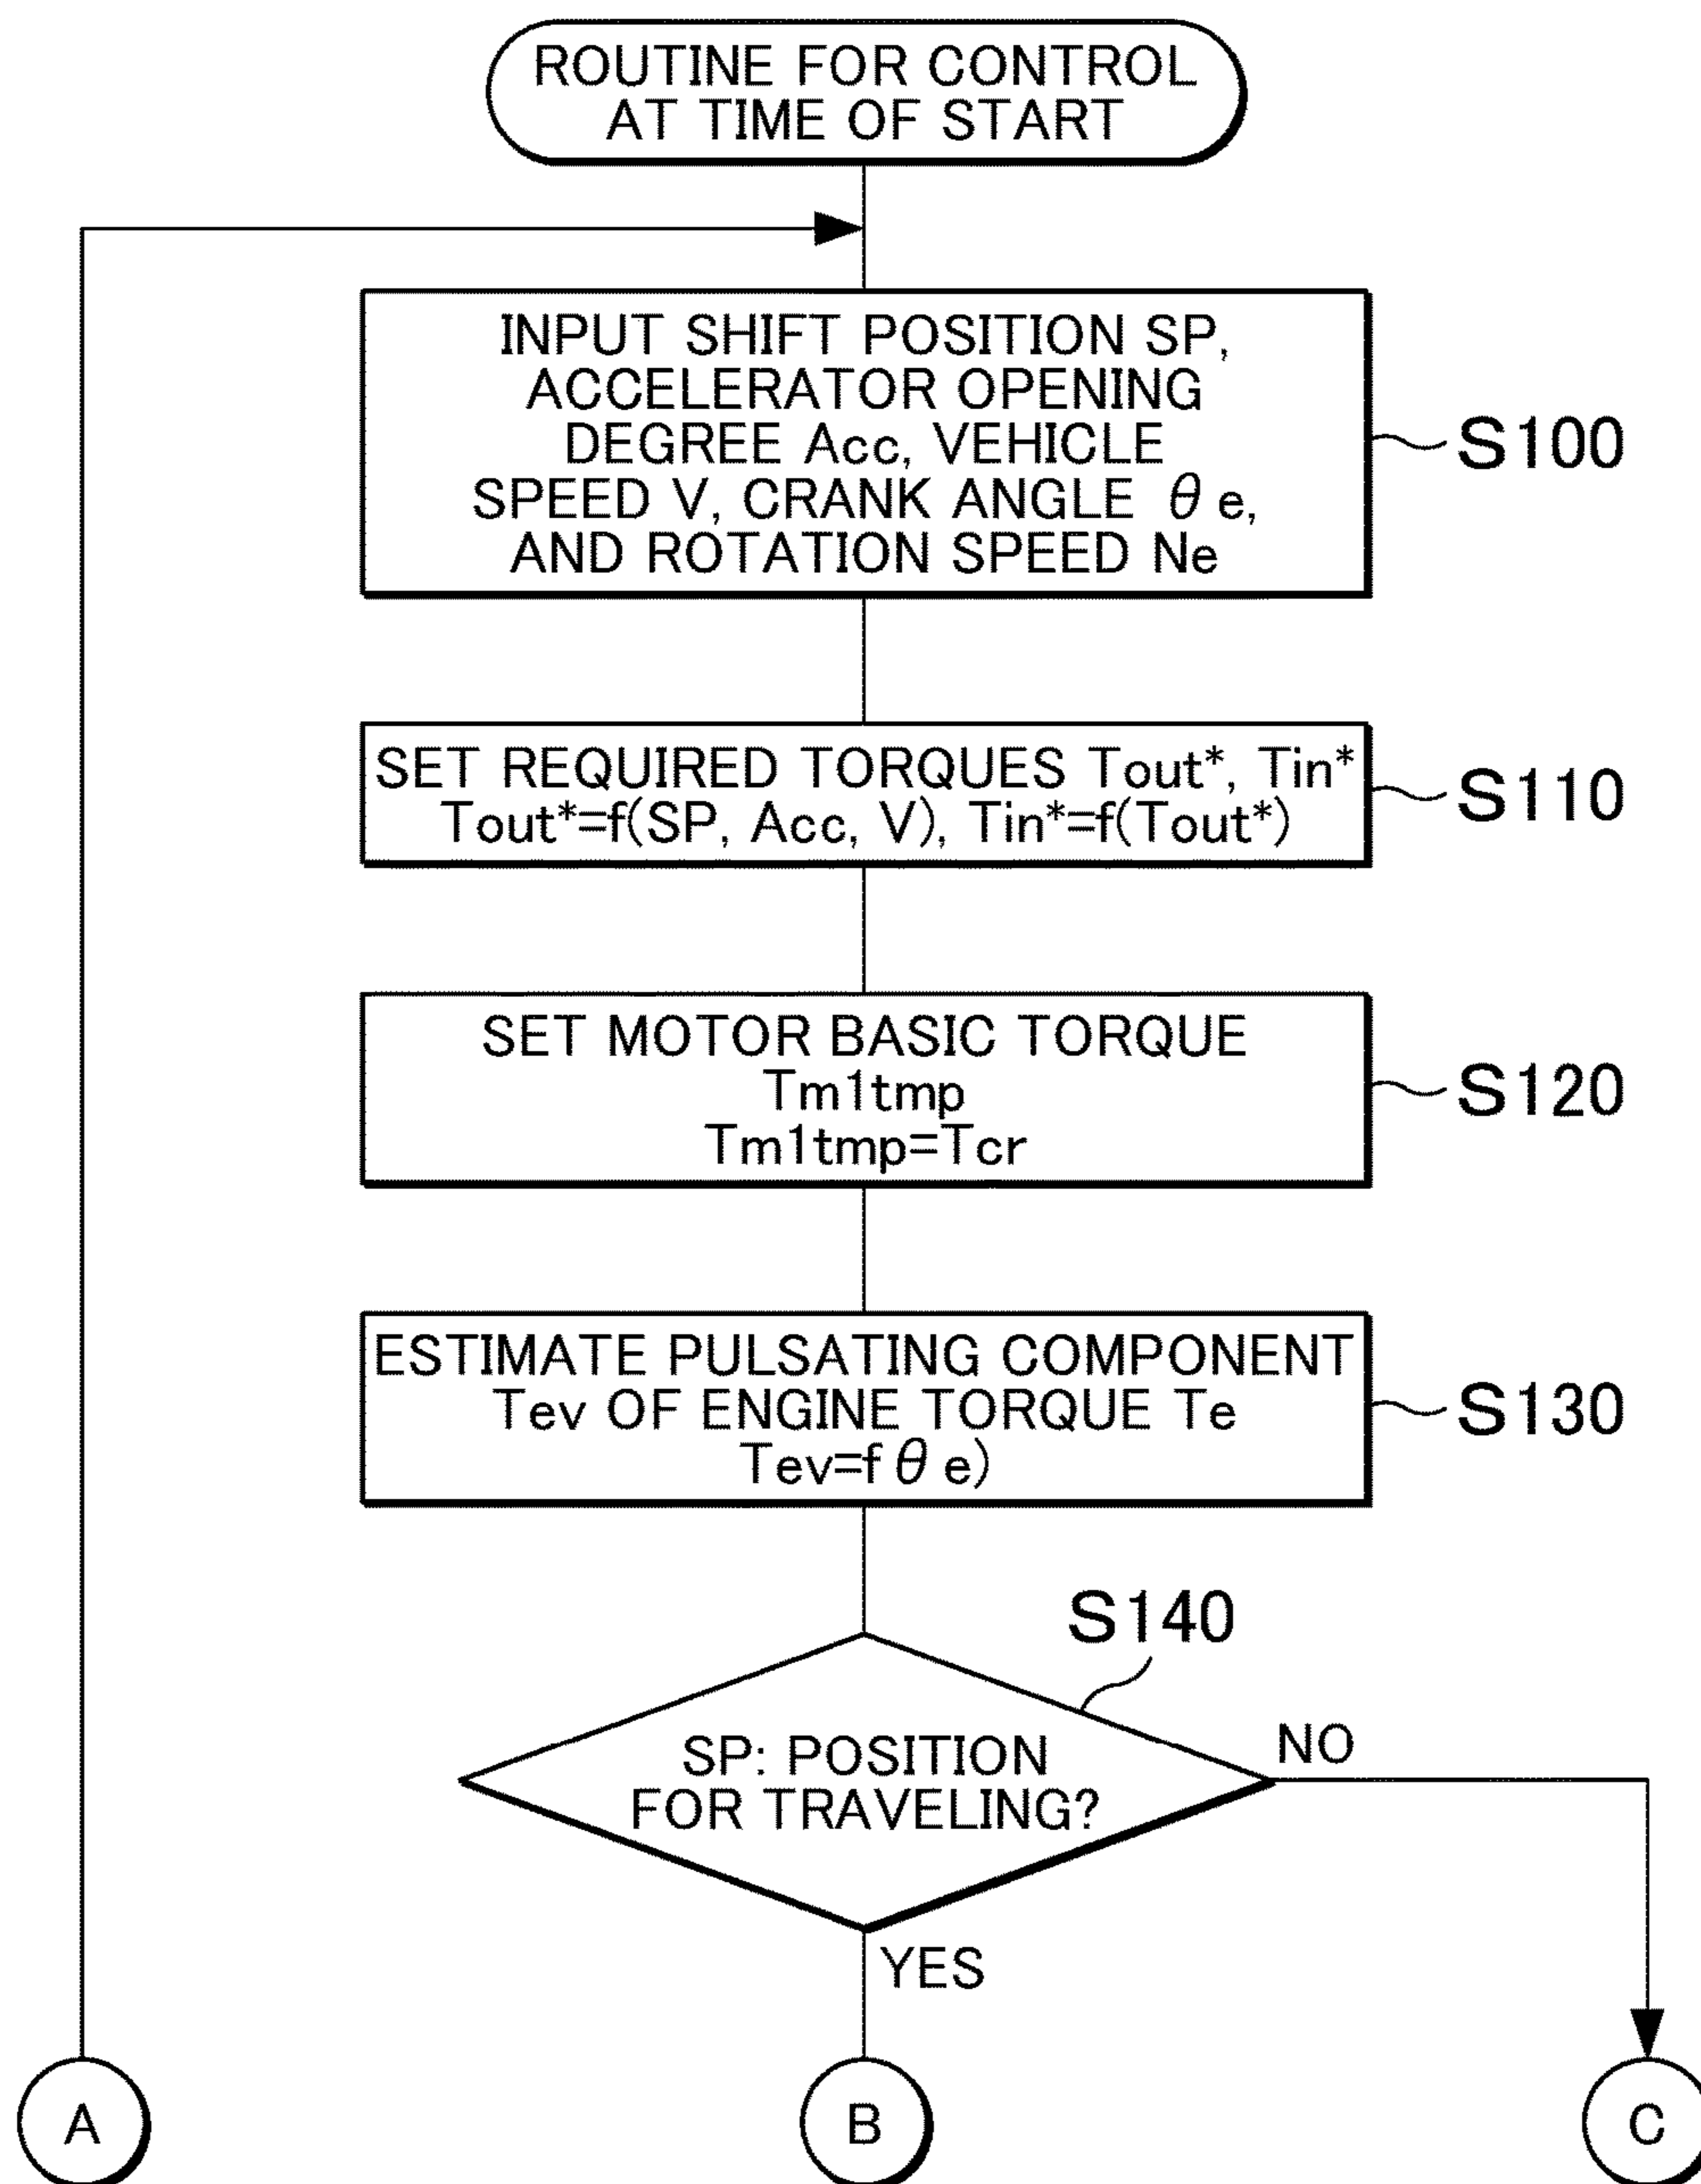 ROUTINE FOR CONTROL
AT TIME OF START
INPUT SHIFT POSITION SP,
ACCELERATOR OPENING
DEGREE Acc, VEHICLE
SPEED V, CRANK ANGLE θe,
AND ROTATION SPEED Ne
S100
SET REQUIRED TORQUES Tout*, Tin*
Tout*=f(SP, Acc, V), Tin*=f(Tout*)
S110
SET MOTOR BASIC TORQUE
Tm1tmp
Tm1tmp=Tcr
S120
ESTIMATE PULSATING COMPONENT
Tev OF ENGINE TORQUE Te
Tev=f θe)
S130
S140
SP: POSITION
FOR TRAVELING?
NO
YES
A
B
C